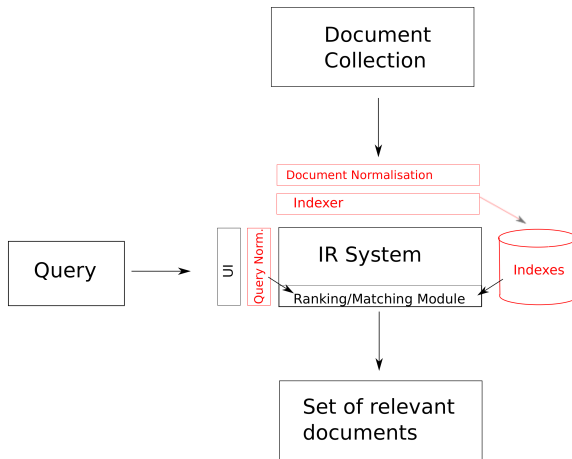 Document
Collection
Document Normalisation
Indexer
Query
UI
Query Norm.
IR System
Ranking/Matching Module
Indexes
Set of relevant
documents